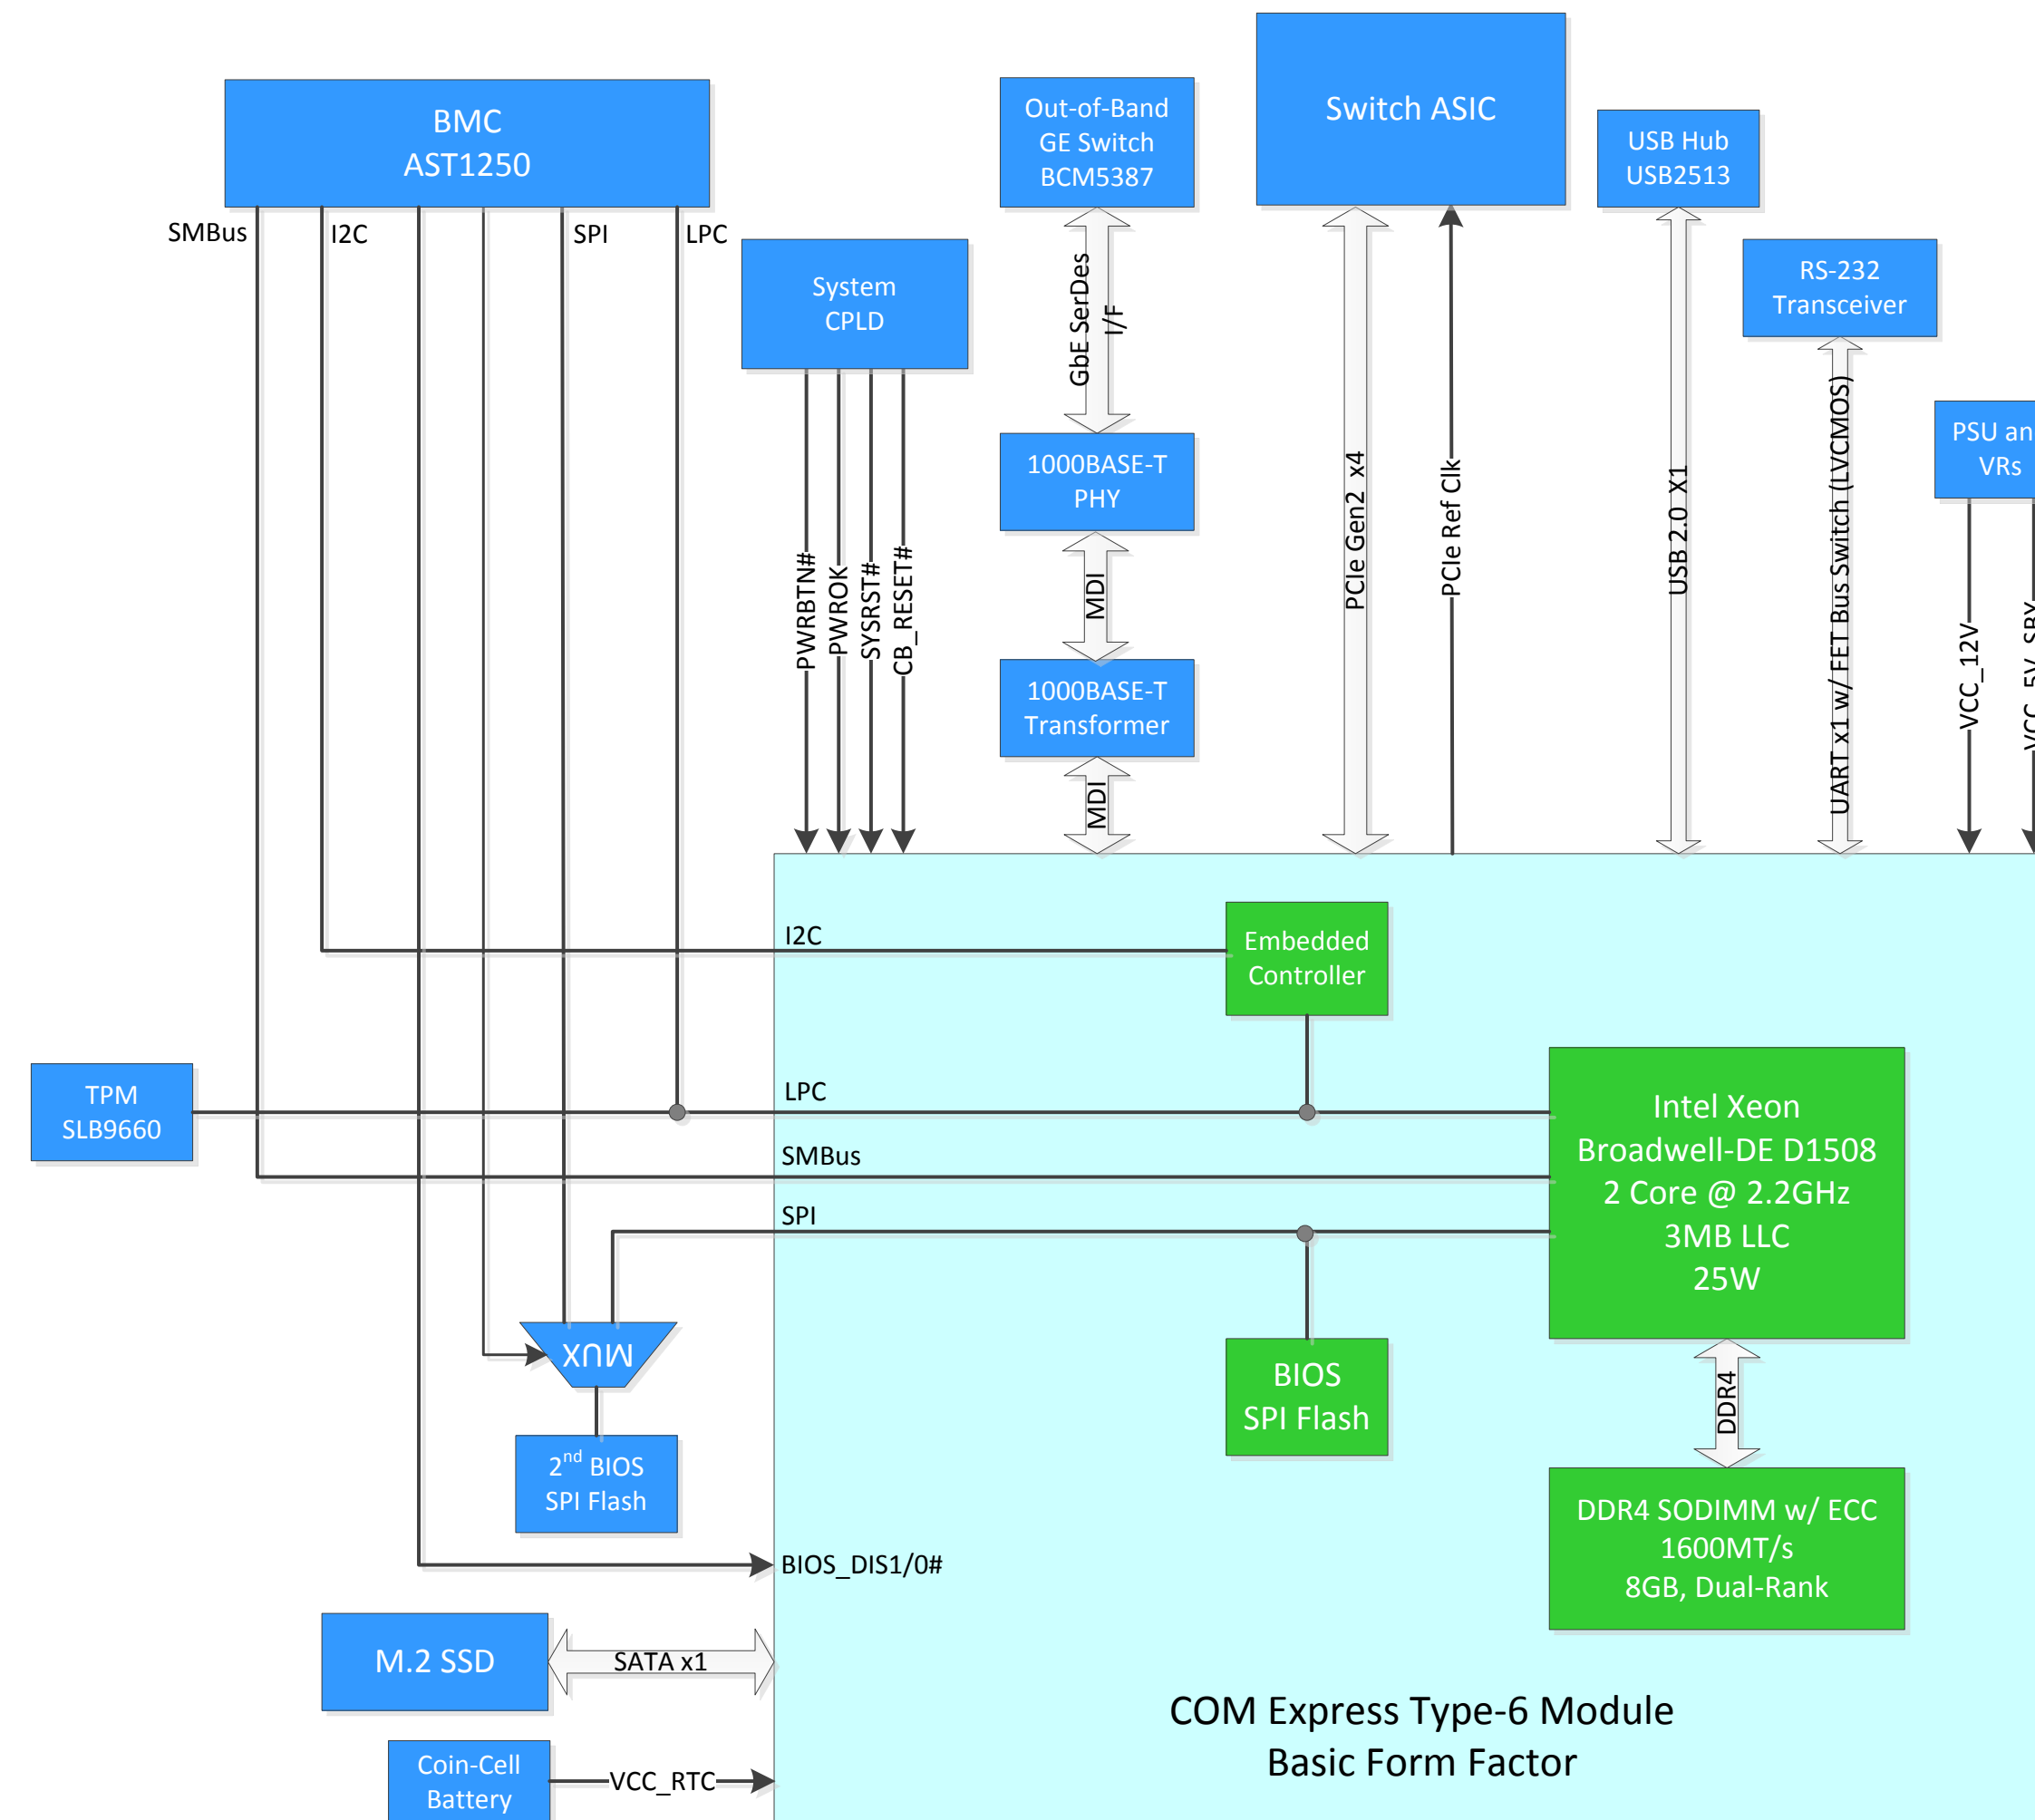 BMC
AST1250
Out-of-Band
GE Switch
BCM5387
Switch ASIC
USB Hub
USB2513
SMBus
I2C
SPI
LPC
System
CPLD
GbE SerDes
I/F
RS-232
Transceiver
PSU an
VRs
1000BASE-T
PHY
PWRBTN#
PWROK
SYSRST#
CB_RESET#
MDI
PCIe Gen2 x4
PCIe Ref Clk
USB 2.0 X1
UART x1 w/ FET Bus Switch (LVCMOS)
VCC_12V
VCC_5V_SBY
1000BASE-T
Transformer
MDI
I2C
Embedded
Controller
TPM
SLB9660
LPC
SMBus
SPI
Intel Xeon
Broadwell-DE D1508
2 Core @ 2.2GHz
3MB LLC
25W
MUX
BIOS
SPI Flash
DDR4
2nd BIOS
SPI Flash
DDR4 SODIMM w/ ECC
1600MT/s
8GB, Dual-Rank
BIOS_DIS1/0#
M.2 SSD
SATA x1
COM Express Type-6 Module
Basic Form Factor
Coin-Cell
Battery
VCC_RTC